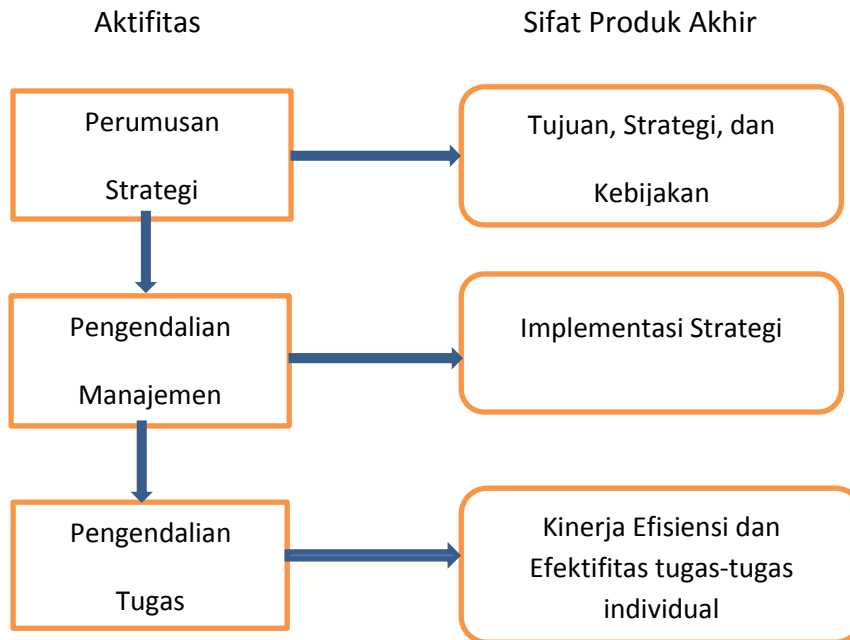 Aktifitas
Sifat Produk Akhir
Perumusan
Strategi
Tujuan, Strategi, dan
Kebijakan
Pengendalian
Manajemen
Implementasi Strategi
Pengendalian
Tugas
Kinerja Efisiensi dan
Efektifitas tugas-tugas
individual